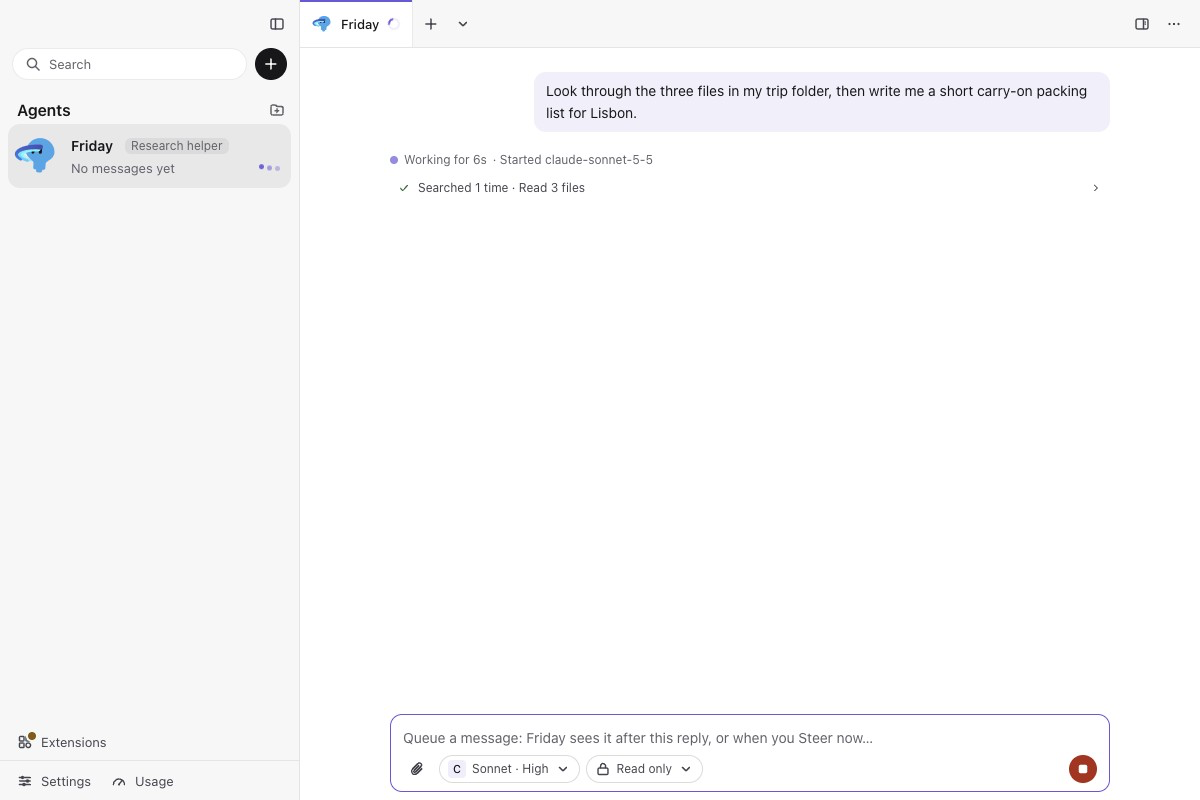 Search
Agents
Friday
Research helper
No messages yet
Extensions
Settings
Usage
Friday
Look through the three files in my trip folder, then write me a short carry-on packing
list for Lisbon.
Working for 6s · Started claude-sonnet-5-5
Searched 1 time · Read 3 files
Queue a message: Friday sees it after this reply, or when you Steer now...
C Sonnet · High
Read only